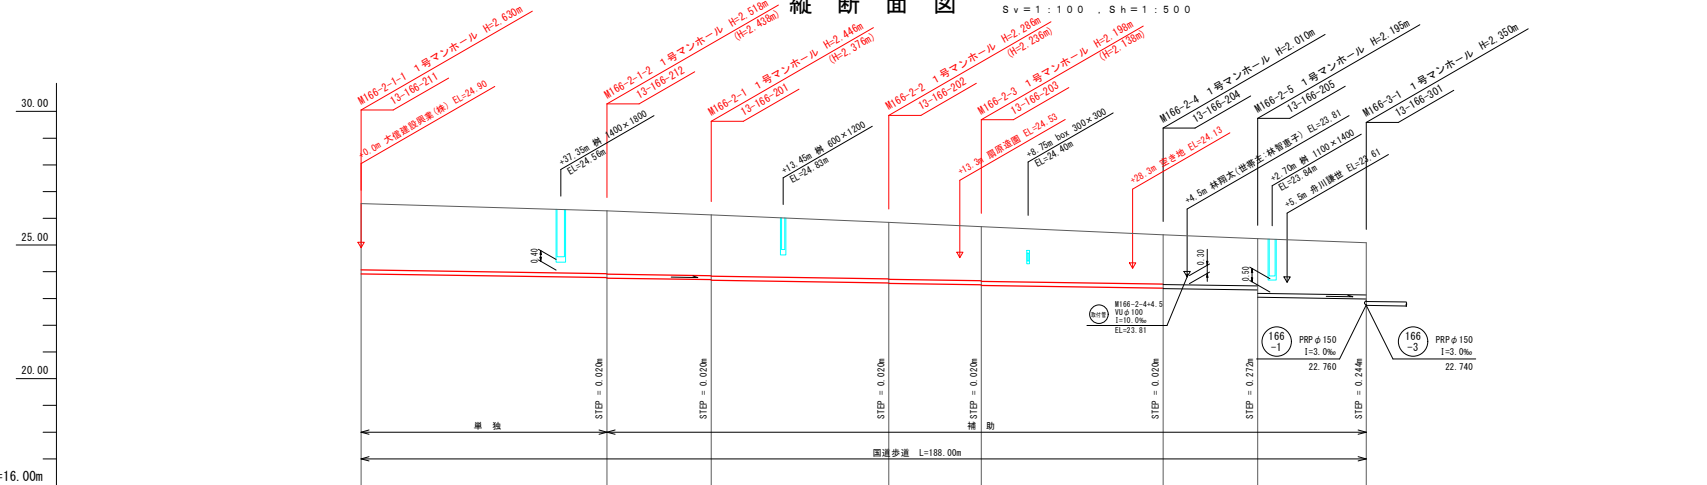 縦断面図 Sv=1:100 , Sh=1:500
M166-2-1-1 1号マンホール H=2.630m
13-166-211
+0.0m 大信建設興業(株) EL=24.90
M166-2-1-2 1号マンホール H=2.518m
(H=2.438m)
13-166-212
+37.35m 桝 1400×1800
EL=24.56m
M166-2-1 1号マンホール H=2.446m
(H=2.376m)
13-166-201
+13.45m 桝 600×1200
EL=24.83m
M166-2-2 1号マンホール H=2.286m
(H=2.236m)
13-166-202
M166-2-3 1号マンホール H=2.198m
(H=2.138m)
13-166-203
+13.3m 扇原造園 EL=24.53
+8.75m box 300×300
EL=24.40m
M166-2-4 1号マンホール H=2.010m
13-166-204
+28.3m 空き地 EL=24.13
M166-2-5 1号マンホール H=2.195m
13-166-205
+4.5m 林翔太(世帯主:林智恵子) EL=23.81
M166-3-1 1号マンホール H=2.350m
13-166-301
+2.70m 桝 1100×1400
EL=23.84m
+5.5m 舟川謙世 EL=23.61
30.00
25.00
20.00
=16.00m
0.40
0.30
0.50
取付管
M166-2-4+4.5
VUφ100
I=10.0‰
EL=23.81
166
-1
PRPφ150
I=3.0‰
22.760
166
-3
PRPφ150
I=3.0‰
22.740
STEP = 0.020m
STEP = 0.020m
STEP = 0.020m
STEP = 0.020m
STEP = 0.020m
STEP = 0.272m
STEP = 0.244m
単 独
補 助
国道歩道 L=188.00m